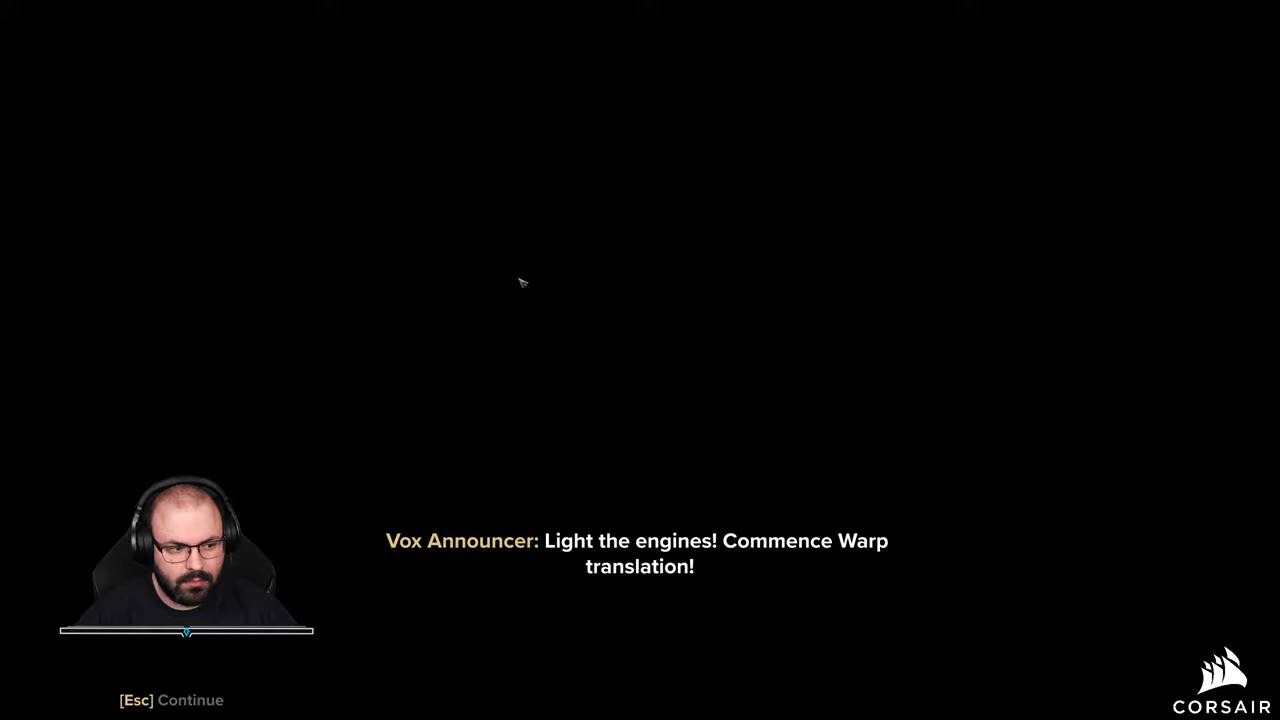 Vox Announcer: Light the engines! Commence Warp
translation!
[Esc] Continue
CORSAIR